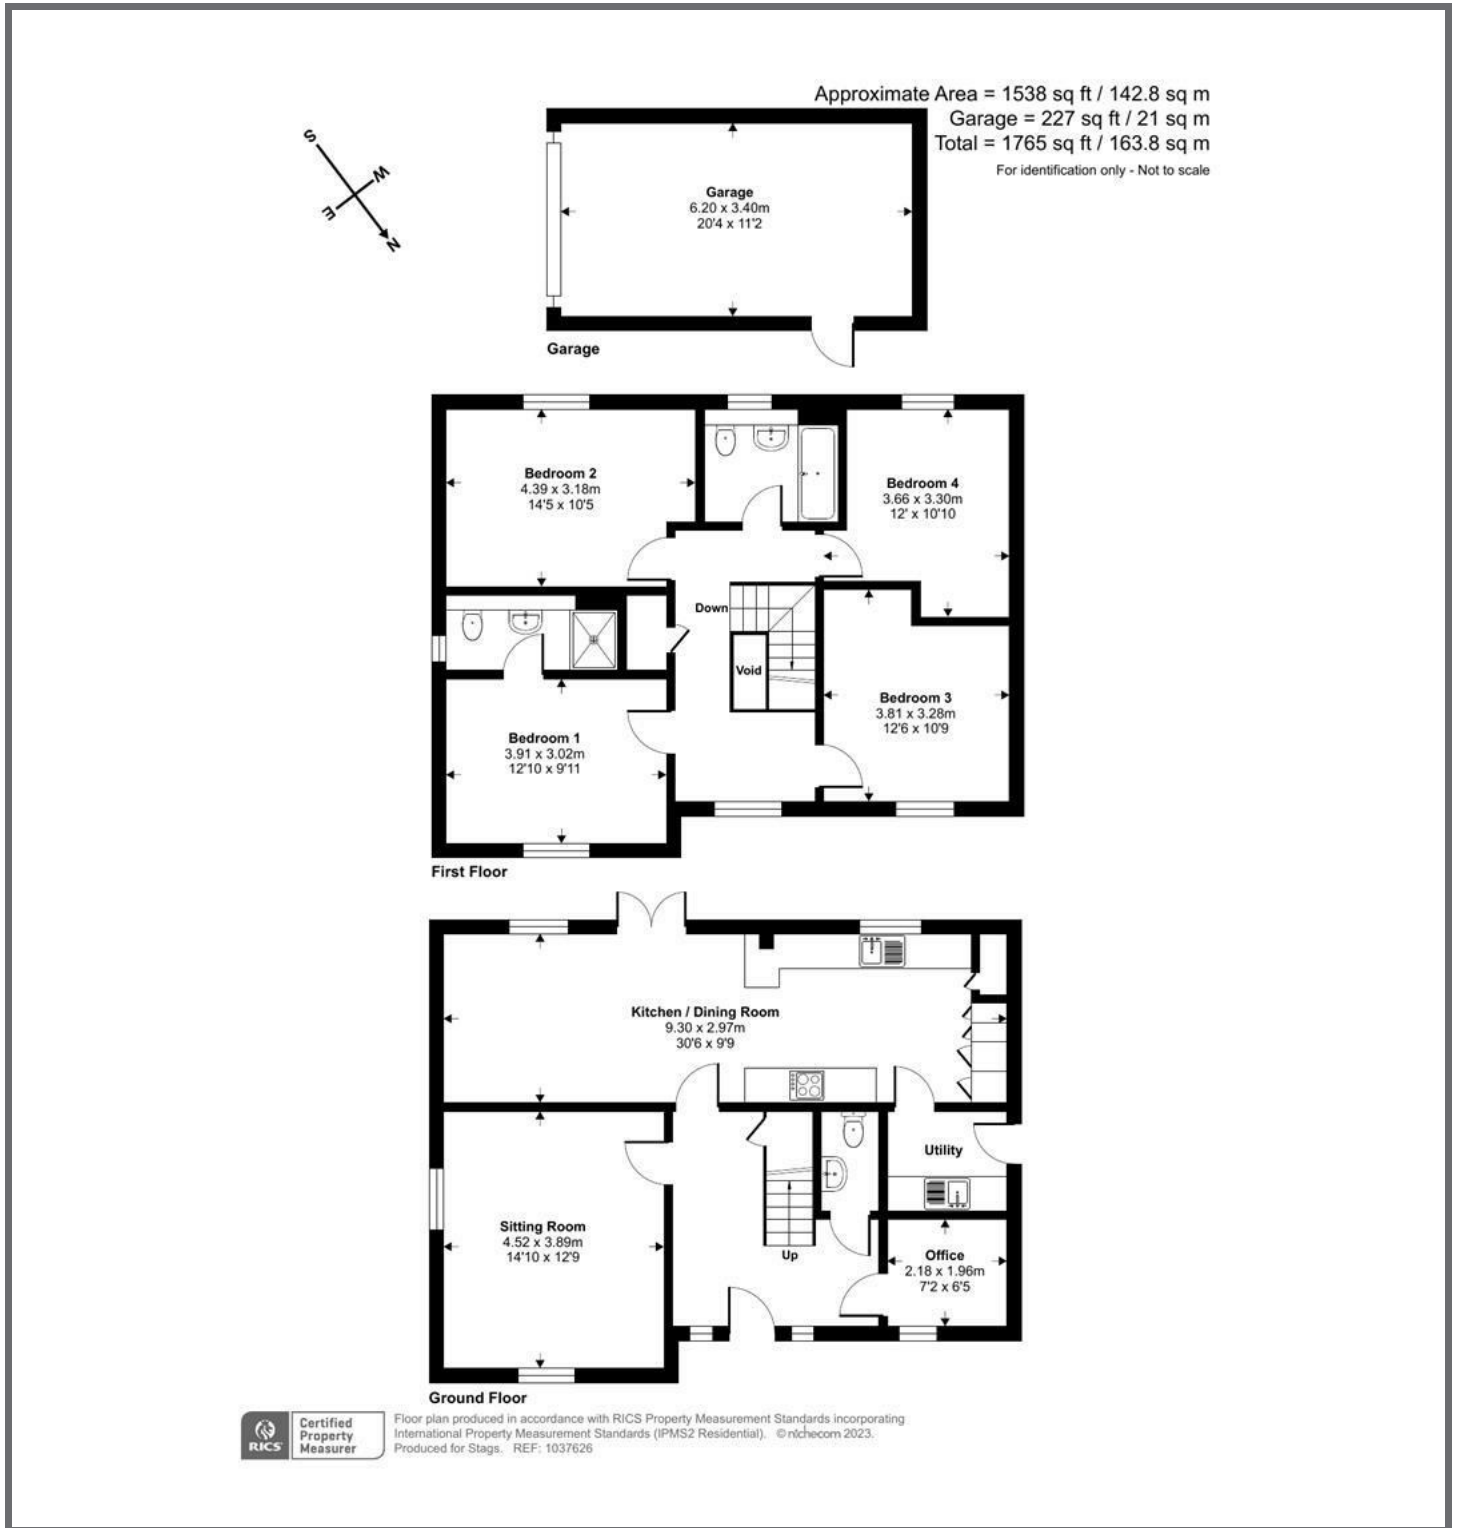 Approximate Area = 1538 sq ft / 142.8 sq m
Garage = 227 sq ft / 21 sq m
Total = 1765 sq ft / 163.8 sq m
For identification only - Not to scale
S
W
E
N
Garage
6.20 x 3.40m
20'4 x 11'2
Garage
Bedroom 2
4.39 x 3.18m
14'5 x 10'5
Bedroom 4
3.66 x 3.30m
12' x 10'10
Down
Void
Bedroom 3
3.81 x 3.28m
12'6 x 10'9
Bedroom 1
3.91 x 3.02m
12'10 x 9'11
First Floor
Kitchen / Dining Room
9.30 x 2.97m
30'6 x 9'9
Utility
Sitting Room
4.52 x 3.89m
14'10 x 12'9
Up
Office
2.18 x 1.96m
7'2 x 6'5
Ground Floor
RICS
Certified
Property
Measurer
Floor plan produced in accordance with RICS Property Measurement Standards incorporating
International Property Measurement Standards (IPMS2 Residential). © nichecom 2023.
Produced for Stags. REF: 1037626